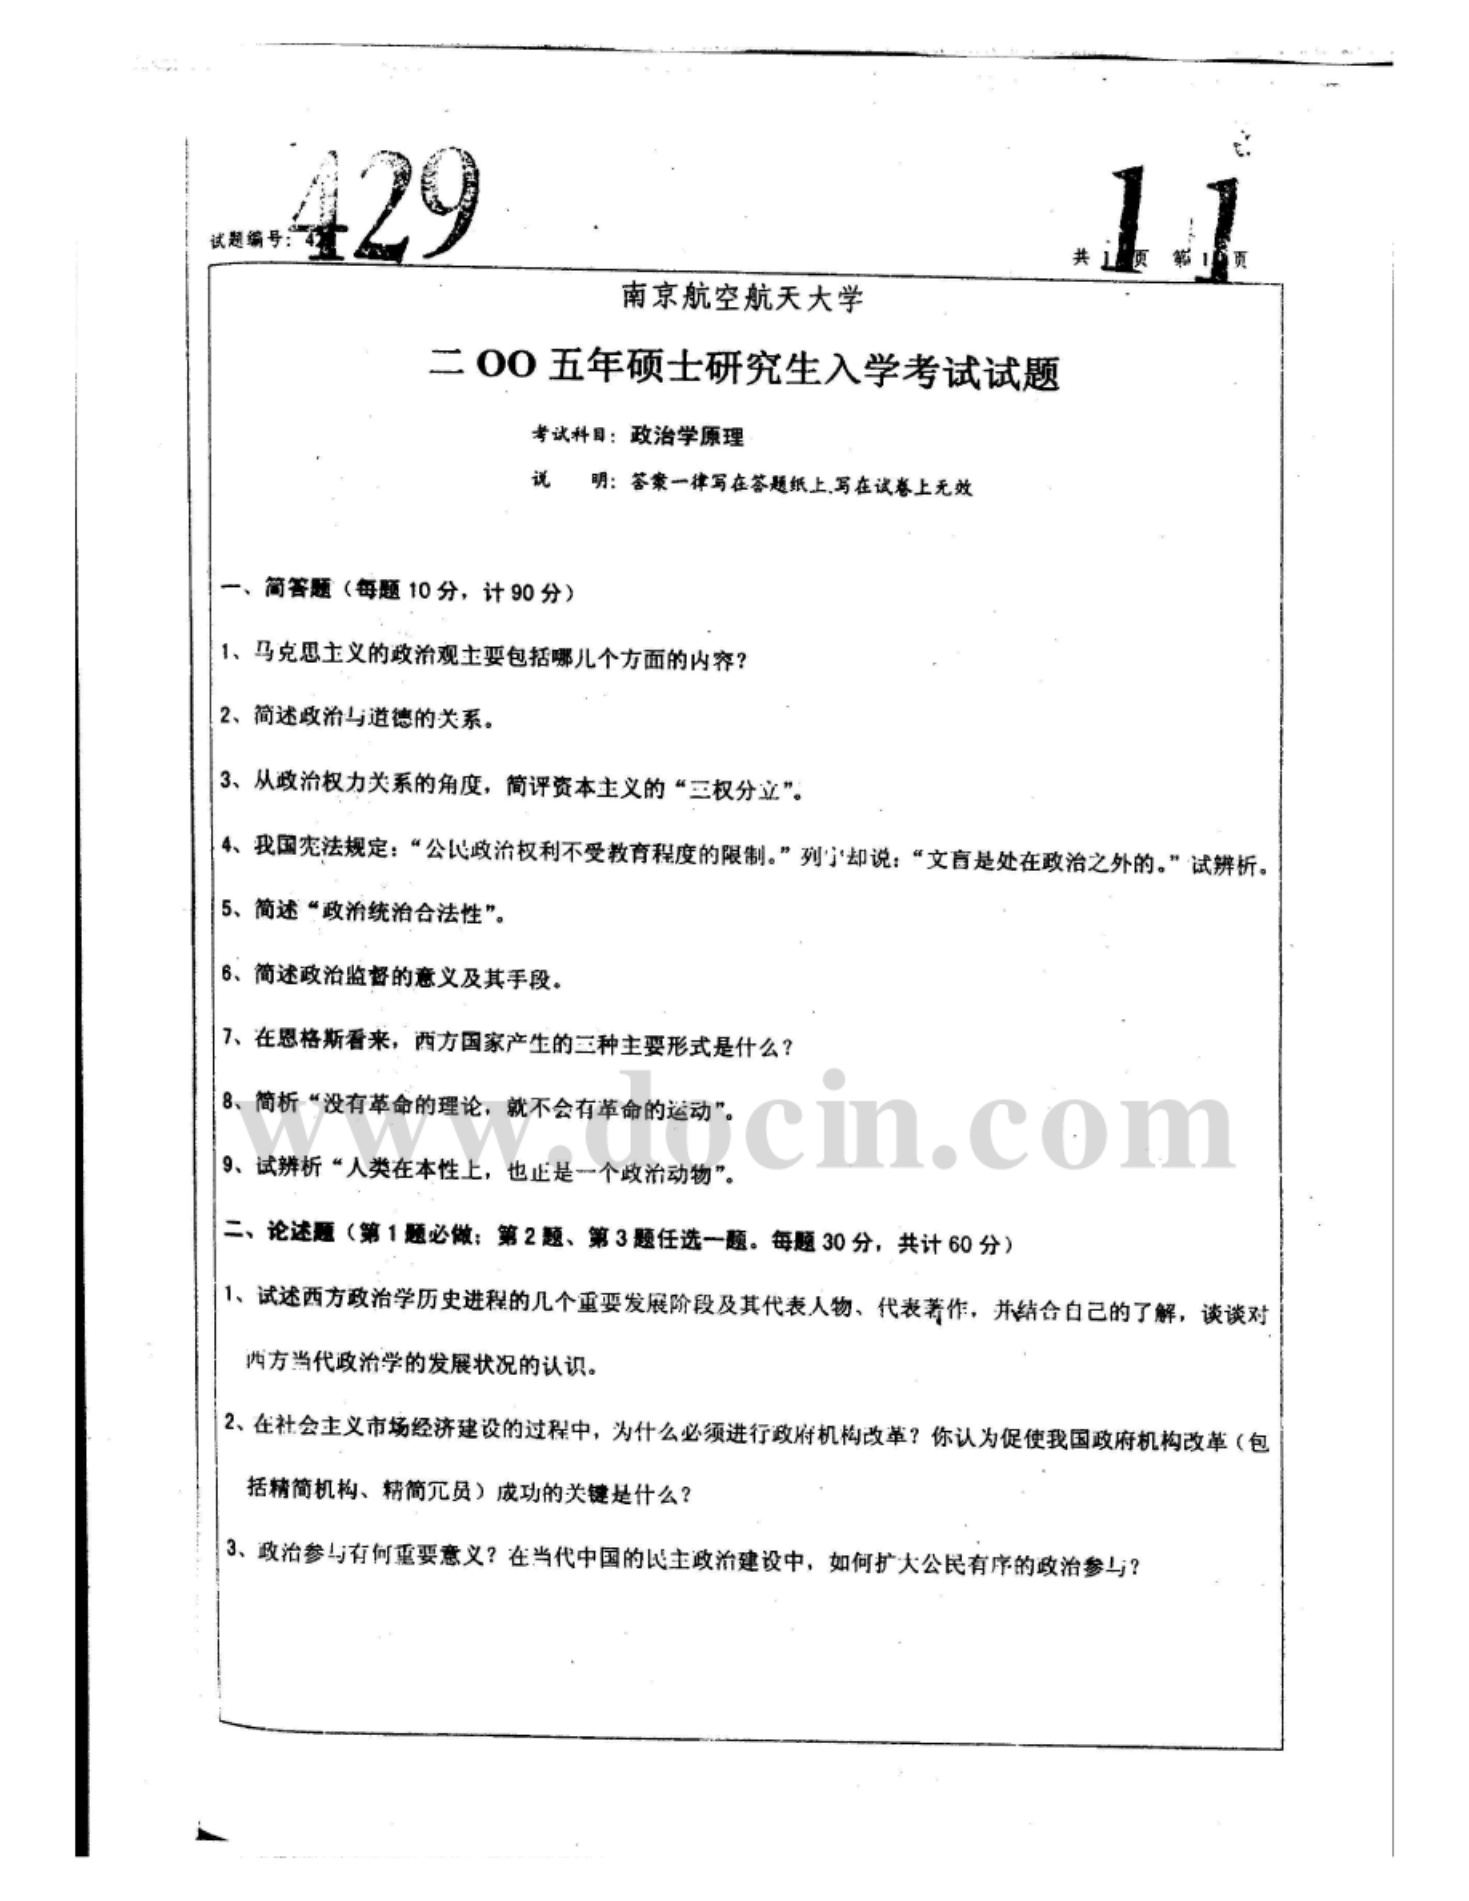 429
1 1
试题编号：
共 1 页 第 1 页
南京航空航天大学
二OO五年硕士研究生入学考试试题
考试科目：政治学原理
说 明：答案一律写在答题纸上,写在试卷上无效
一、简答题（每题 10 分，计 90 分）
1、马克思主义的政治观主要包括哪几个方面的内容？
2、简述政治与道德的关系。
3、从政治权力关系的角度，简评资本主义的“三权分立”。
4、我国宪法规定：“公民政治权利不受教育程度的限制。”列宁却说：“文盲是处在政治之外的。”试辨析。
5、简述“政治统治合法性”。
6、简述政治监督的意义及其手段。
7、在恩格斯看来，西方国家产生的三种主要形式是什么？
8、简析“没有革命的理论，就不会有革命的运动”。
9、试辨析“人类在本性上，也正是一个政治动物”。
www.docin.com
二、论述题（第 1 题必做；第 2 题、第 3 题任选一题。每题 30 分，共计 60 分）
1、试述西方政治学历史进程的几个重要发展阶段及其代表人物、代表著作，并结合自己的了解，谈谈对
西方当代政治学的发展状况的认识。
2、在社会主义市场经济建设的过程中，为什么必须进行政府机构改革？你认为促使我国政府机构改革（包
括精简机构、精简冗员）成功的关键是什么？
3、政治参与有何重要意义？在当代中国的民主政治建设中，如何扩大公民有序的政治参与？